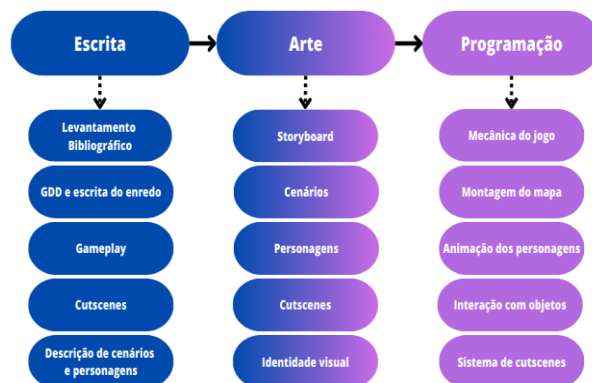 Escrita
Arte
Programação
Levantamento
Bibliográfico
GDD e escrita do enredo
Gameplay
Cutscenes
Descrição de cenários
e personagens
Storyboard
Cenários
Personagens
Cutscenes
Identidade visual
Mecânica do jogo
Montagem do mapa
Animação dos personagens
Interação com objetos
Sistema de cutscenes